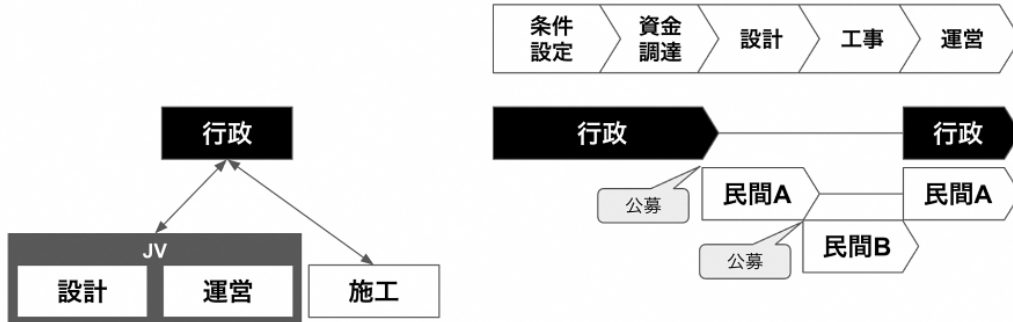 条件
設定
資金
調達
設計
工事
運営
行政
行政
行政
公募
民間A
民間A
公募
民間B
JV
設計
運営
施工